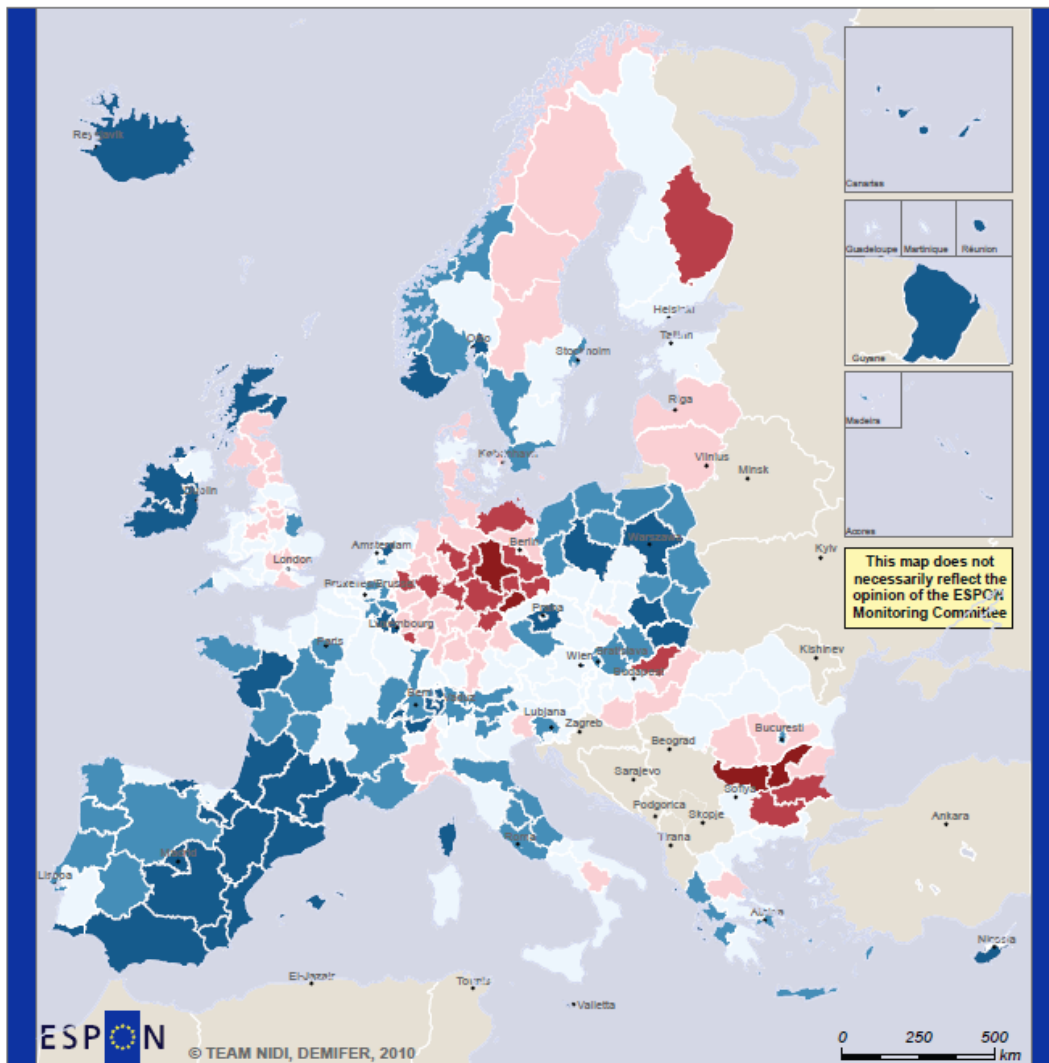 Reykjavik
Canarias
Guadeloupe
Martinique
Réunion
Guyane
Madeira
Acores
This map does not
necessarily reflect the
opinion of the ESPON
Monitoring Committee
Oslo
Helsinki
Tallinn
Stockholm
Riga
København
Vilnius
Minsk
Dublin
London
Amsterdam
Berlin
Warszawa
Kyiv
Luxembourg
Praha
Paris
Wien
Bratislava
Budapest
Kishinev
Bern
Lubjana
Zagreb
Bucuresti
Beograd
Sarajevo
Sofiya
Podgorica
Skopje
Tirana
Ankara
Roma
Madrid
Lisboa
Athina
Nicosia
El-Jazair
Tounis
Valletta
ESPON
© TEAM NIDI, DEMIFER, 2010
0 250 500
km